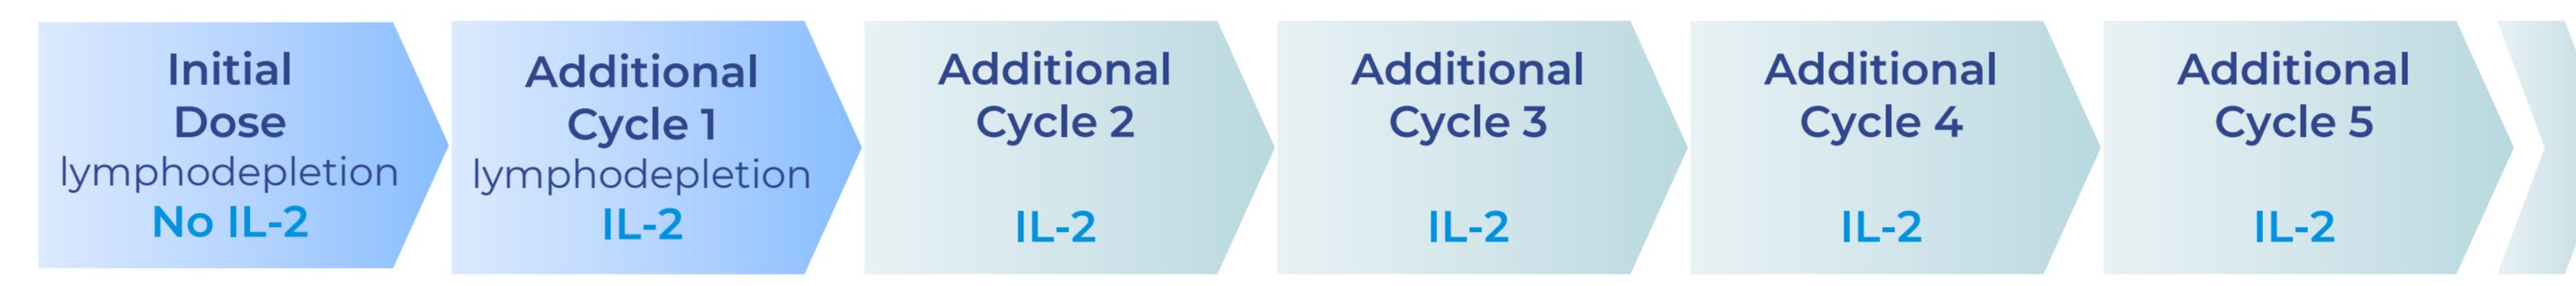 Initial
Dose
lymphodepletion
No IL-2
Additional
Cycle 1
lymphodepletion
IL-2
Additional
Cycle 2
IL-2
Additional
Cycle 3
IL-2
Additional
Cycle 4
IL-2
Additional
Cycle 5
IL-2